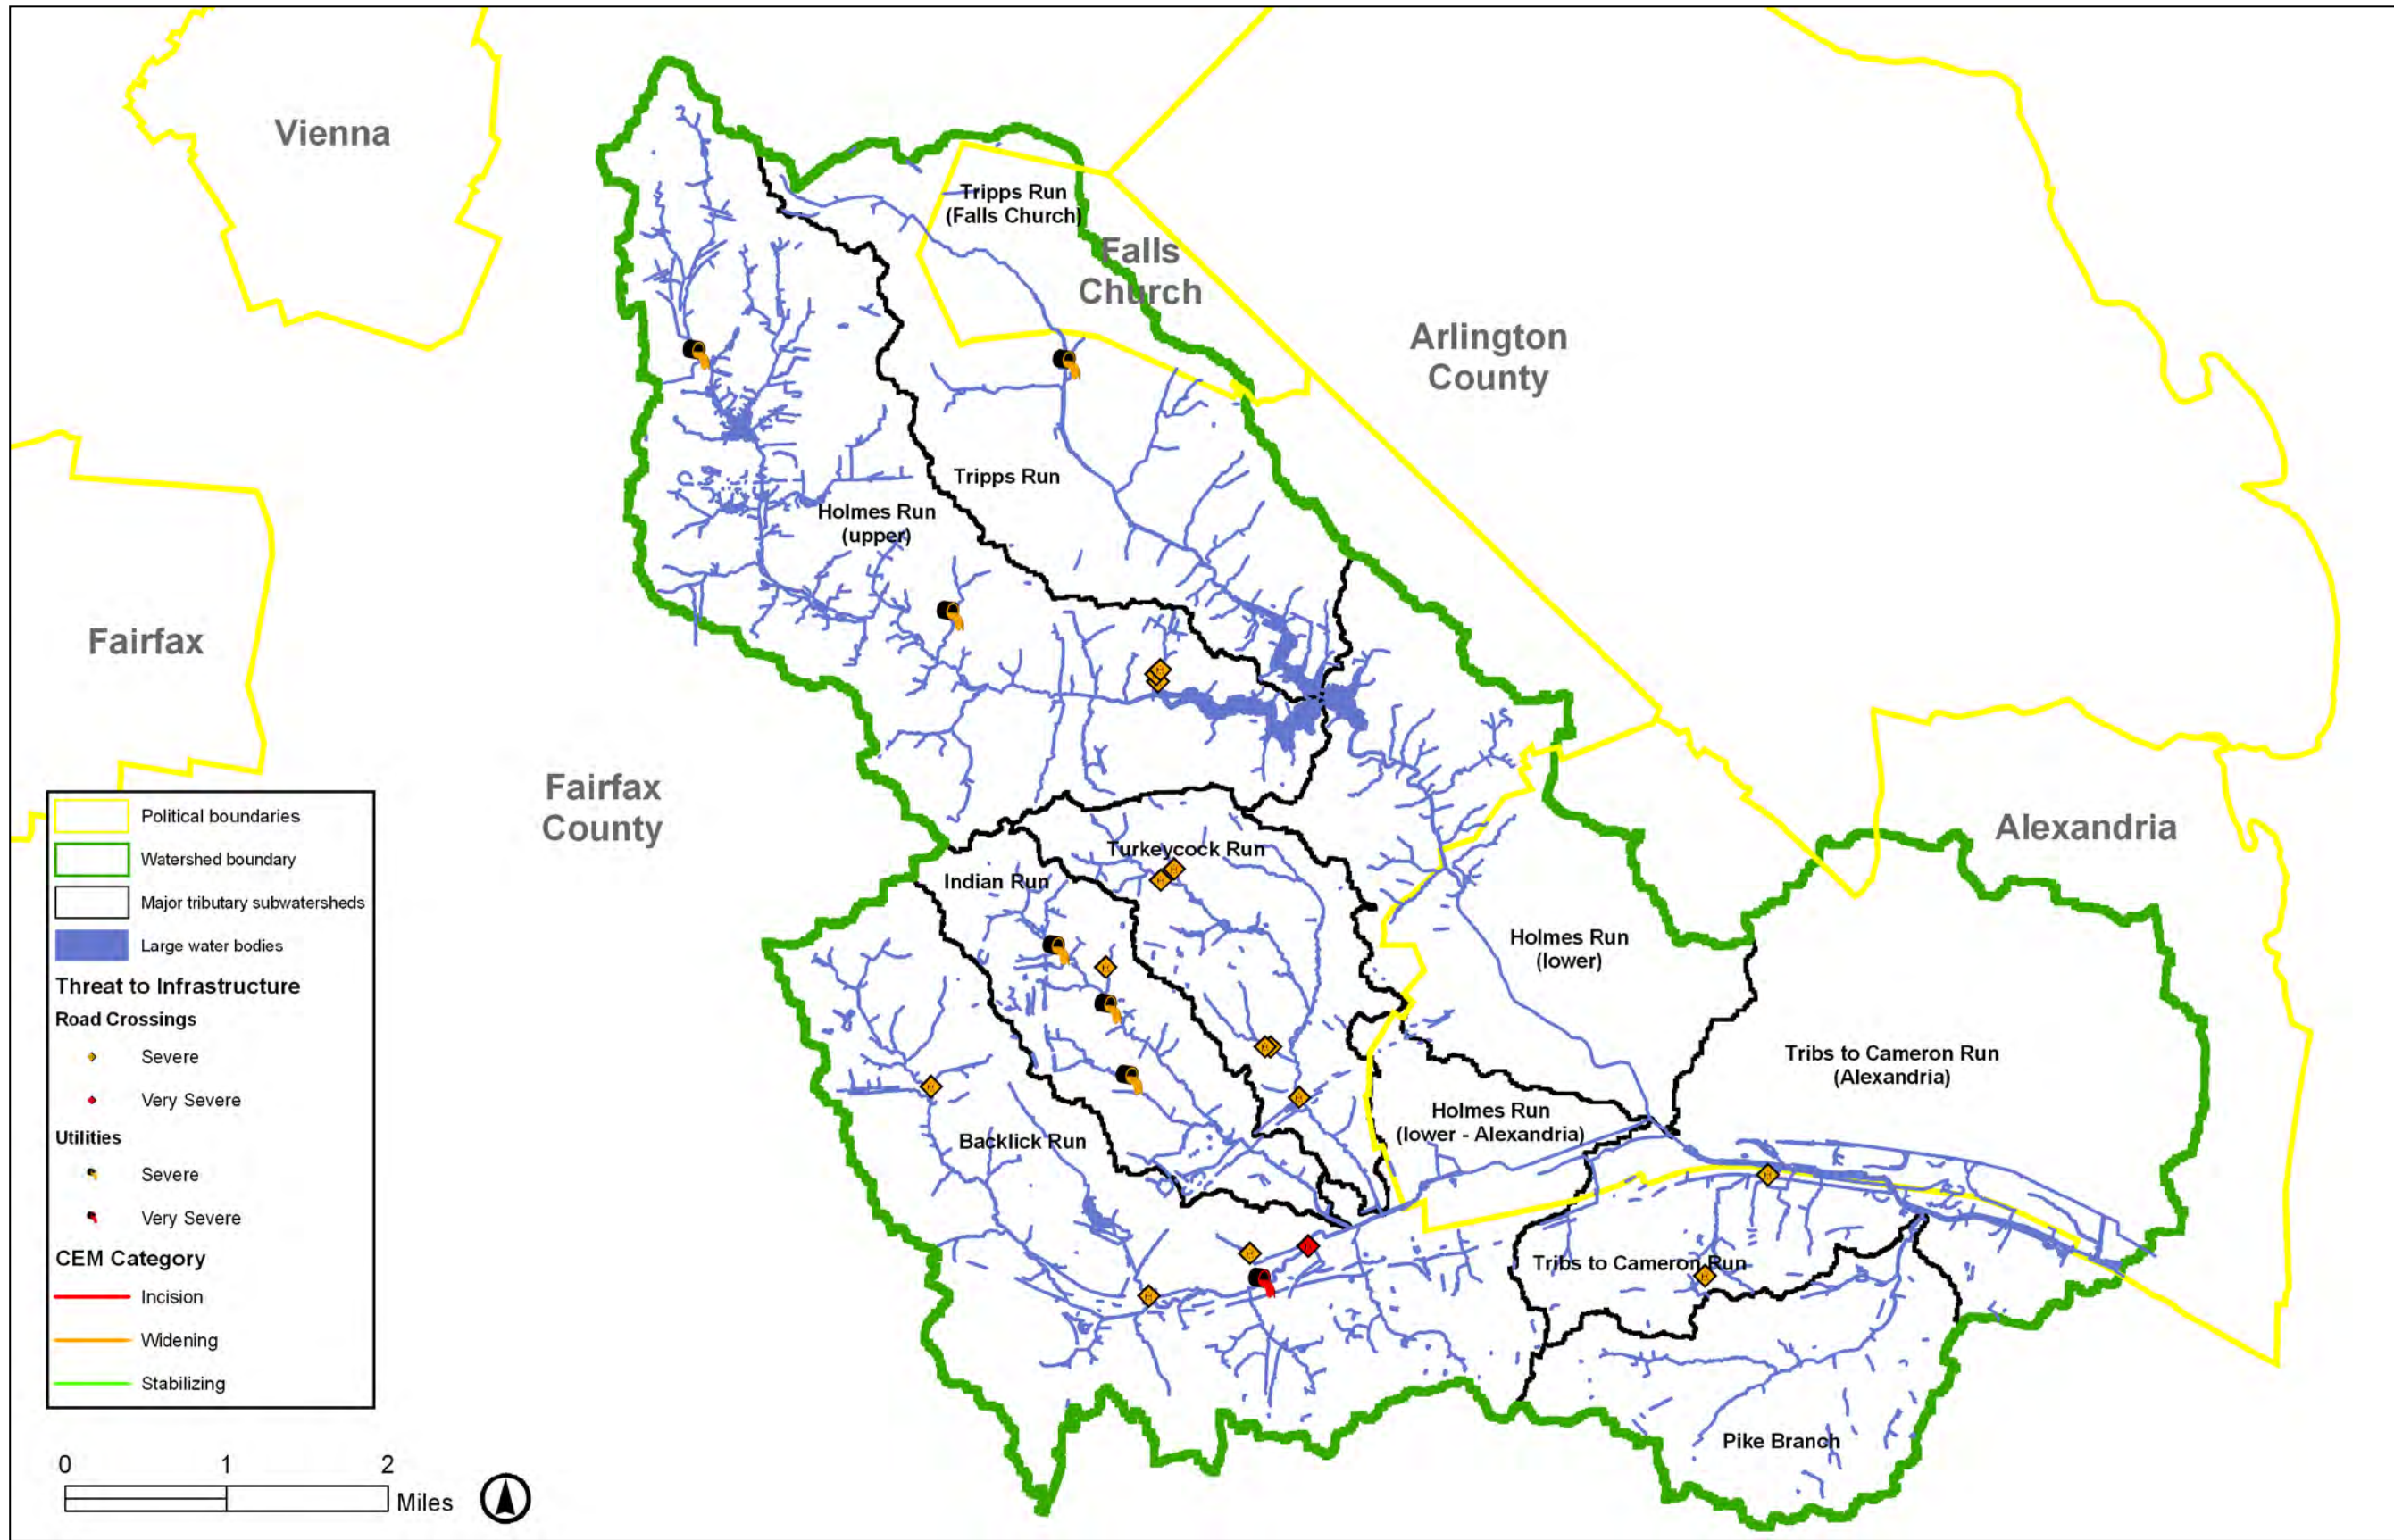 Vienna
Tripps Run
(Falls Church)
Falls
Church
Arlington
County
Tripps Run
Holmes Run
(upper)
Fairfax
Fairfax
County
Alexandria
Turkeycock Run
Indian Run
Holmes Run
(lower)
Tribs to Cameron Run
(Alexandria)
Holmes Run
(lower - Alexandria)
Backlick Run
Tribs to Cameron Run
Pike Branch
Political boundaries
Watershed boundary
Major tributary subwatersheds
Large water bodies
Threat to Infrastructure
Road Crossings
Severe
Very Severe
Utilities
Severe
Very Severe
CEM Category
Incision
Widening
Stabilizing
0 1 2
Miles